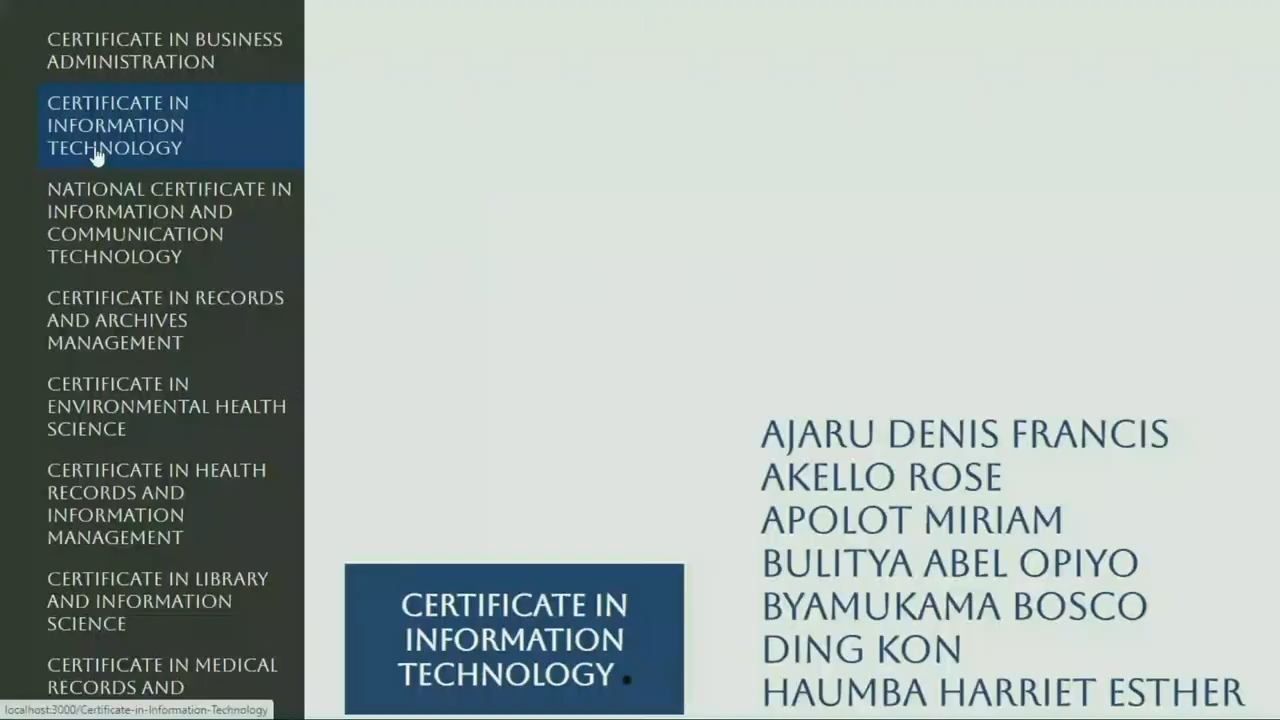 CERTIFICATE IN BUSINESS
ADMINISTRATION
CERTIFICATE IN
INFORMATION
TECHNOLOGY
NATIONAL CERTIFICATE IN
INFORMATION AND
COMMUNICATION
TECHNOLOGY
CERTIFICATE IN RECORDS
AND ARCHIVES
MANAGEMENT
CERTIFICATE IN
ENVIRONMENTAL HEALTH
SCIENCE
CERTIFICATE IN HEALTH
RECORDS AND
INFORMATION
MANAGEMENT
CERTIFICATE IN LIBRARY
AND INFORMATION
SCIENCE
CERTIFICATE IN MEDICAL
RECORDS AND
localhost:3000/Certificate-in-Information-Technology
CERTIFICATE IN
INFORMATION
TECHNOLOGY .
AJARU DENIS FRANCIS
AKELLO ROSE
APOLOT MIRIAM
BULITYA ABEL OPIYO
BYAMUKAMA BOSCO
DING KON
HAUMBA HARRIET ESTHER